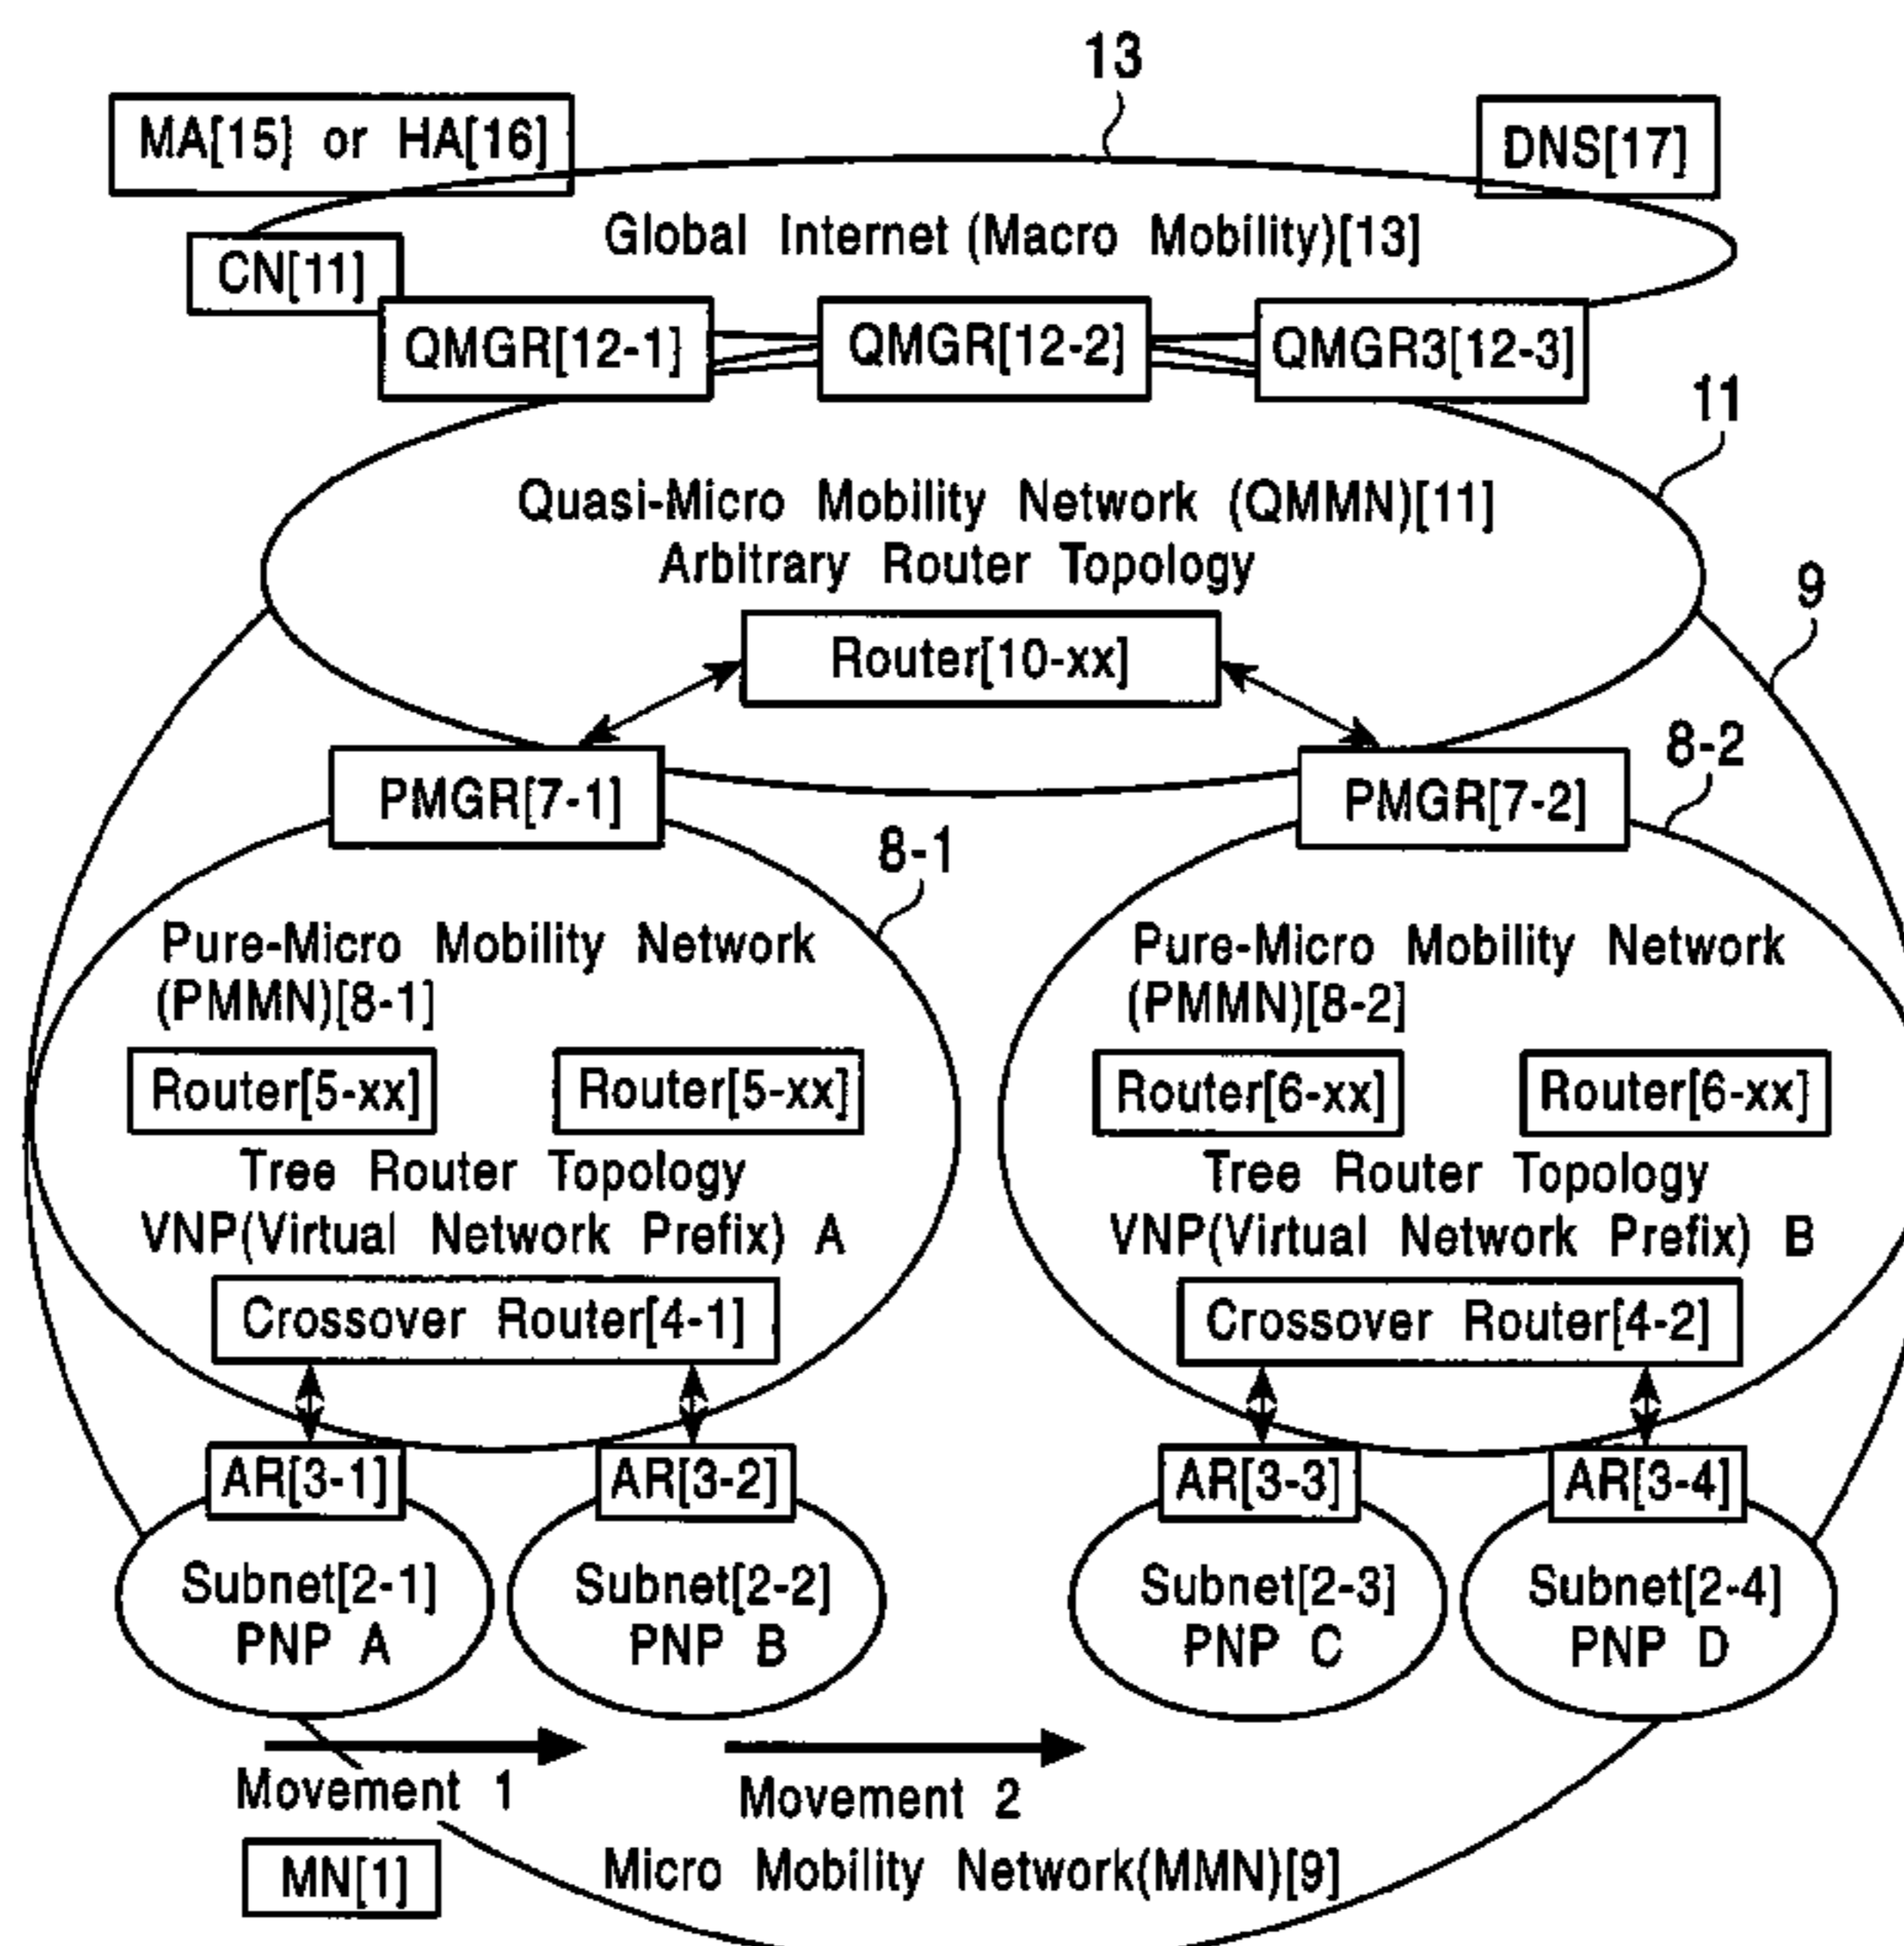 13
MA[15] or HA[16]
DNS[17]
Global Internet (Macro Mobility)[13]
CN[11]
QMGR[12-1]
QMGR[12-2]
QMGR3[12-3]
11
Quasi-Micro Mobility Network (QMMN)[11]
Arbitrary Router Topology
9
Router[10-xx]
8-2
PMGR[7-1]
PMGR[7-2]
8-1
Pure-Micro Mobility Network
(PMMN)[8-1]
Router[5-xx]
Router[5-xx]
Tree Router Topology
VNP(Virtual Network Prefix) A
Crossover Router[4-1]
Pure-Micro Mobility Network
(PMMN)[8-2]
Router[6-xx]
Router[6-xx]
Tree Router Topology
VNP(Virtual Network Prefix) B
Crossover Router[4-2]
AR[3-1]
AR[3-2]
AR[3-3]
AR[3-4]
Subnet[2-1]
PNP A
Subnet[2-2]
PNP B
Subnet[2-3]
PNP C
Subnet[2-4]
PNP D
Movement 1
Movement 2
MN[1]
Micro Mobility Network(MMN)[9]